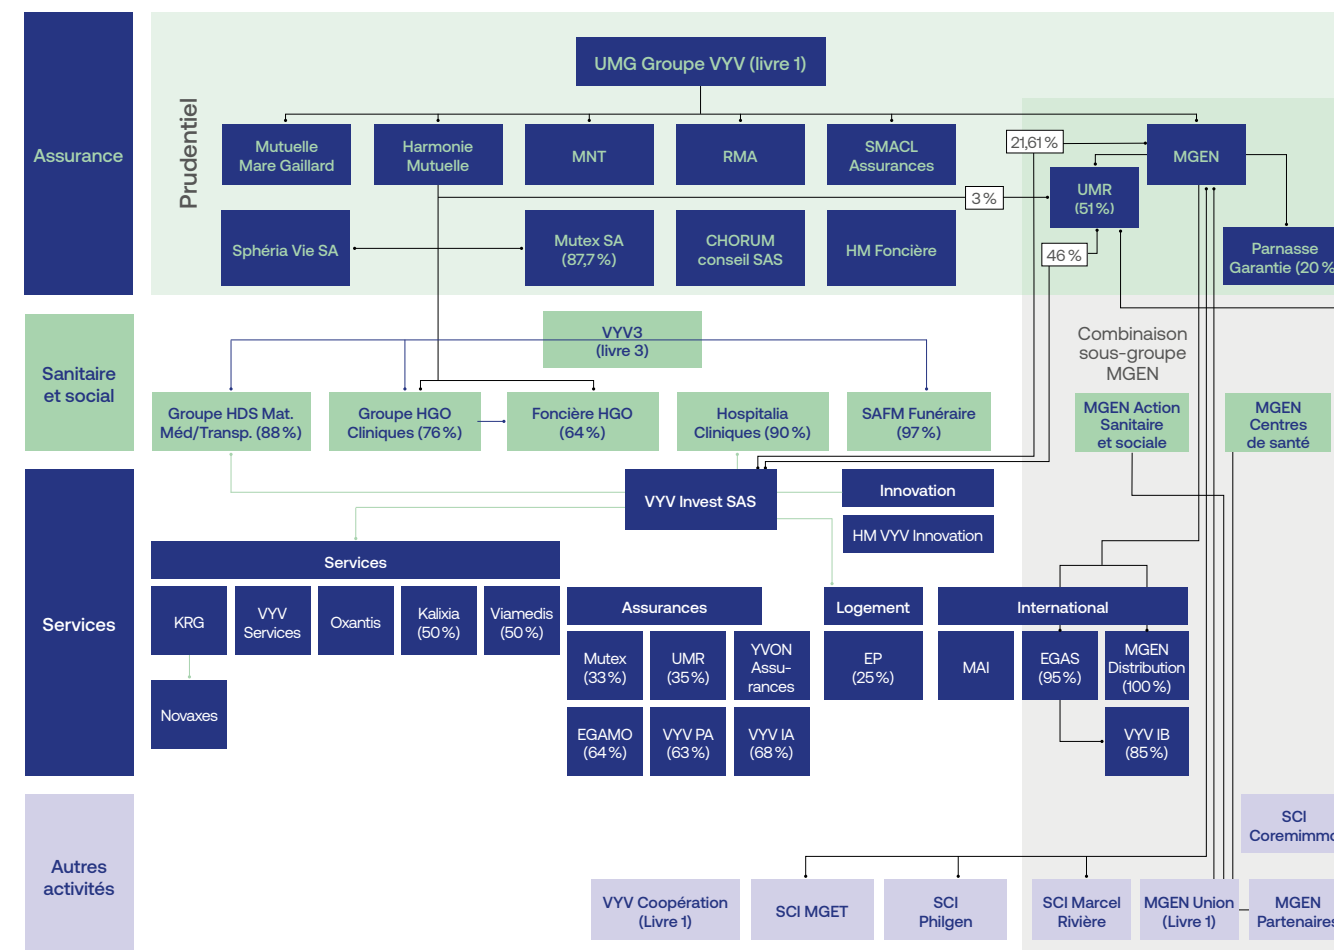 Assurance
Prudentiel
UMG Groupe VYV (livre 1)
Mutuelle
Mare Gaillard
Harmonie
Mutuelle
MNT
RMA
SMACL
Assurances
21,61 %
MGEN
3 %
UMR
(51 %)
46 %
Sphéria Vie SA
Mutex SA
(87,7 %)
CHORUM
conseil SAS
HM Foncière
Parnasse
Garantie (20 %
Sanitaire
et social
VYV3
(livre 3)
Combinaison
sous-groupe
MGEN
Groupe HDS Mat.
Méd/Transp. (88 %)
Groupe HGO
Cliniques (76 %)
Foncière HGO
(64 %)
Hospitalia
Cliniques (90 %)
SAFM Funéraire
(97 %)
MGEN Action
Sanitaire
et sociale
MGEN
Centres
de santé
Services
VYV Invest SAS
Innovation
HM VYV Innovation
Services
KRG
VYV
Services
Oxantis
Kalixia
(50 %)
Viamedis
(50 %)
Novaxes
Assurances
Mutex
(33 %)
UMR
(35 %)
YVON
Assu-
rances
EGAMO
(64 %)
VYV PA
(63 %)
VYV IA
(68 %)
Logement
EP
(25 %)
International
MAI
EGAS
(95 %)
MGEN
Distribution
(100 %)
VYV IB
(85 %)
Autres
activités
SCI
Coremimmo
VYV Coopération
(Livre 1)
SCI MGET
SCI
Philgen
SCI Marcel
Rivière
MGEN Union
(Livre 1)
MGEN
Partenaires